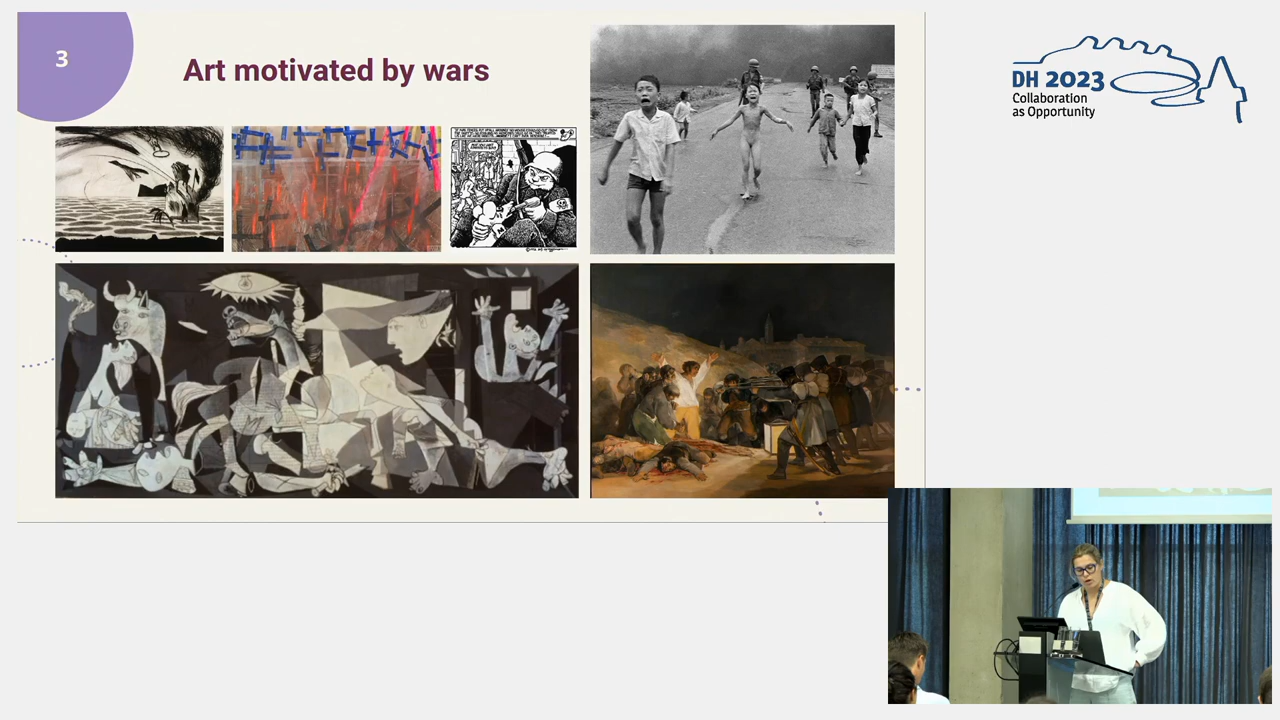 3
Art motivated by wars
DH 2023
Collaboration
as Opportunity